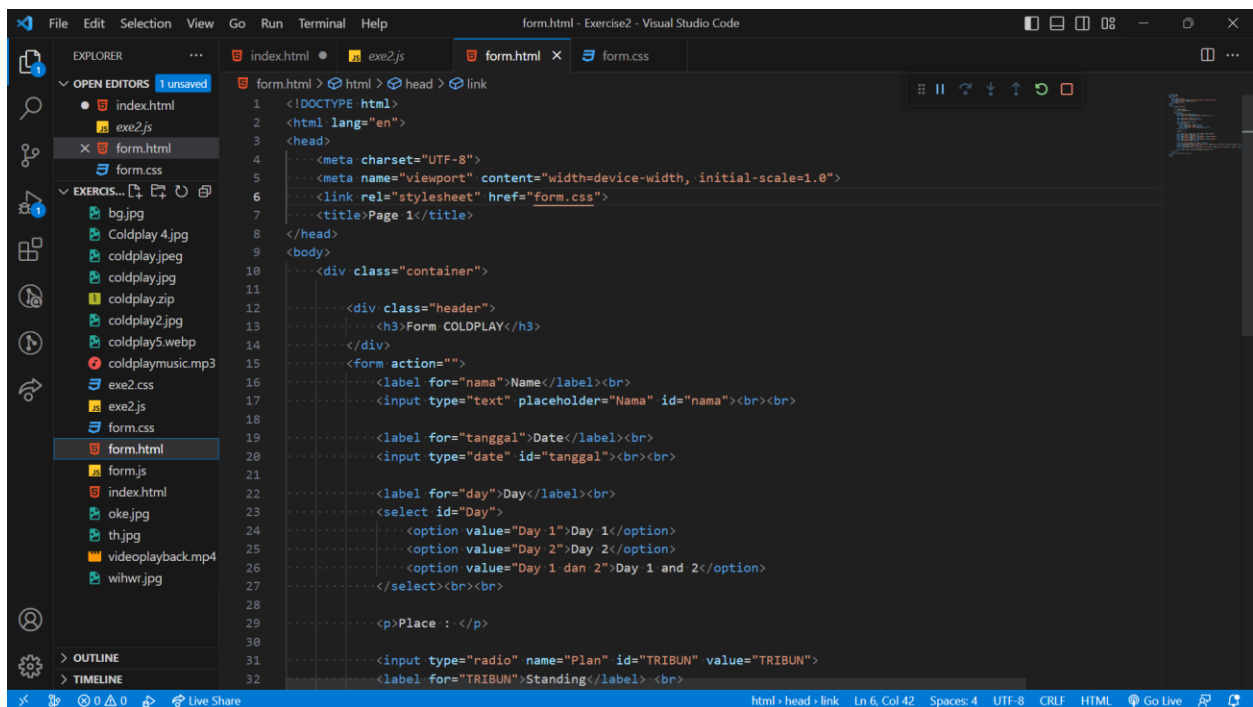 File Edit Selection View Go Run Terminal Help form.html - Exercise2 - Visual Studio Code
EXPLORER
index.html
exe2.js
form.html
form.css
OPEN EDITORS 1 unsaved
index.html
exe2.js
form.html
form.css
EXERCIS...
bg.jpg
Coldplay 4.jpg
coldplay.jpeg
coldplay.jpg
coldplay.zip
coldplay2.jpg
coldplay5.webp
coldplaymusic.mp3
exe2.css
exe2.js
form.css
form.html
form.js
index.html
oke.jpg
th.jpg
videoplayback.mp4
wihwr.jpg
OUTLINE
TIMELINE
form.html > html > head > link
1 <!DOCTYPE html>
2 <html lang="en">
3 <head>
4 <meta charset="UTF-8">
5 <meta name="viewport" content="width=device-width, initial-scale=1.0">
6 <link rel="stylesheet" href="form.css">
7 <title>Page 1</title>
8 </head>
9 <body>
10 <div class="container">
11
12 <div class="header">
13 <h3>Form COLDPLAY</h3>
14 </div>
15 <form action="">
16 <label for="nama">Name</label><br>
17 <input type="text" placeholder="Nama" id="nama"><br><br>
18
19 <label for="tanggal">Date</label><br>
20 <input type="date" id="tanggal"><br><br>
21
22 <label for="day">Day</label><br>
23 <select id="Day">
24 <option value="Day 1">Day 1</option>
25 <option value="Day 2">Day 2</option>
26 <option value="Day 1 dan 2">Day 1 and 2</option>
27 </select><br><br>
28
29 <p>Place : </p>
30
31 <input type="radio" name="Plan" id="TRIBUN" value="TRIBUN">
32 <label for="TRIBUN">Standing</label> <br>
0 0 0 Live Share html > head > link Ln 6, Col 42 Spaces: 4 UTF-8 CRLF HTML Go Live